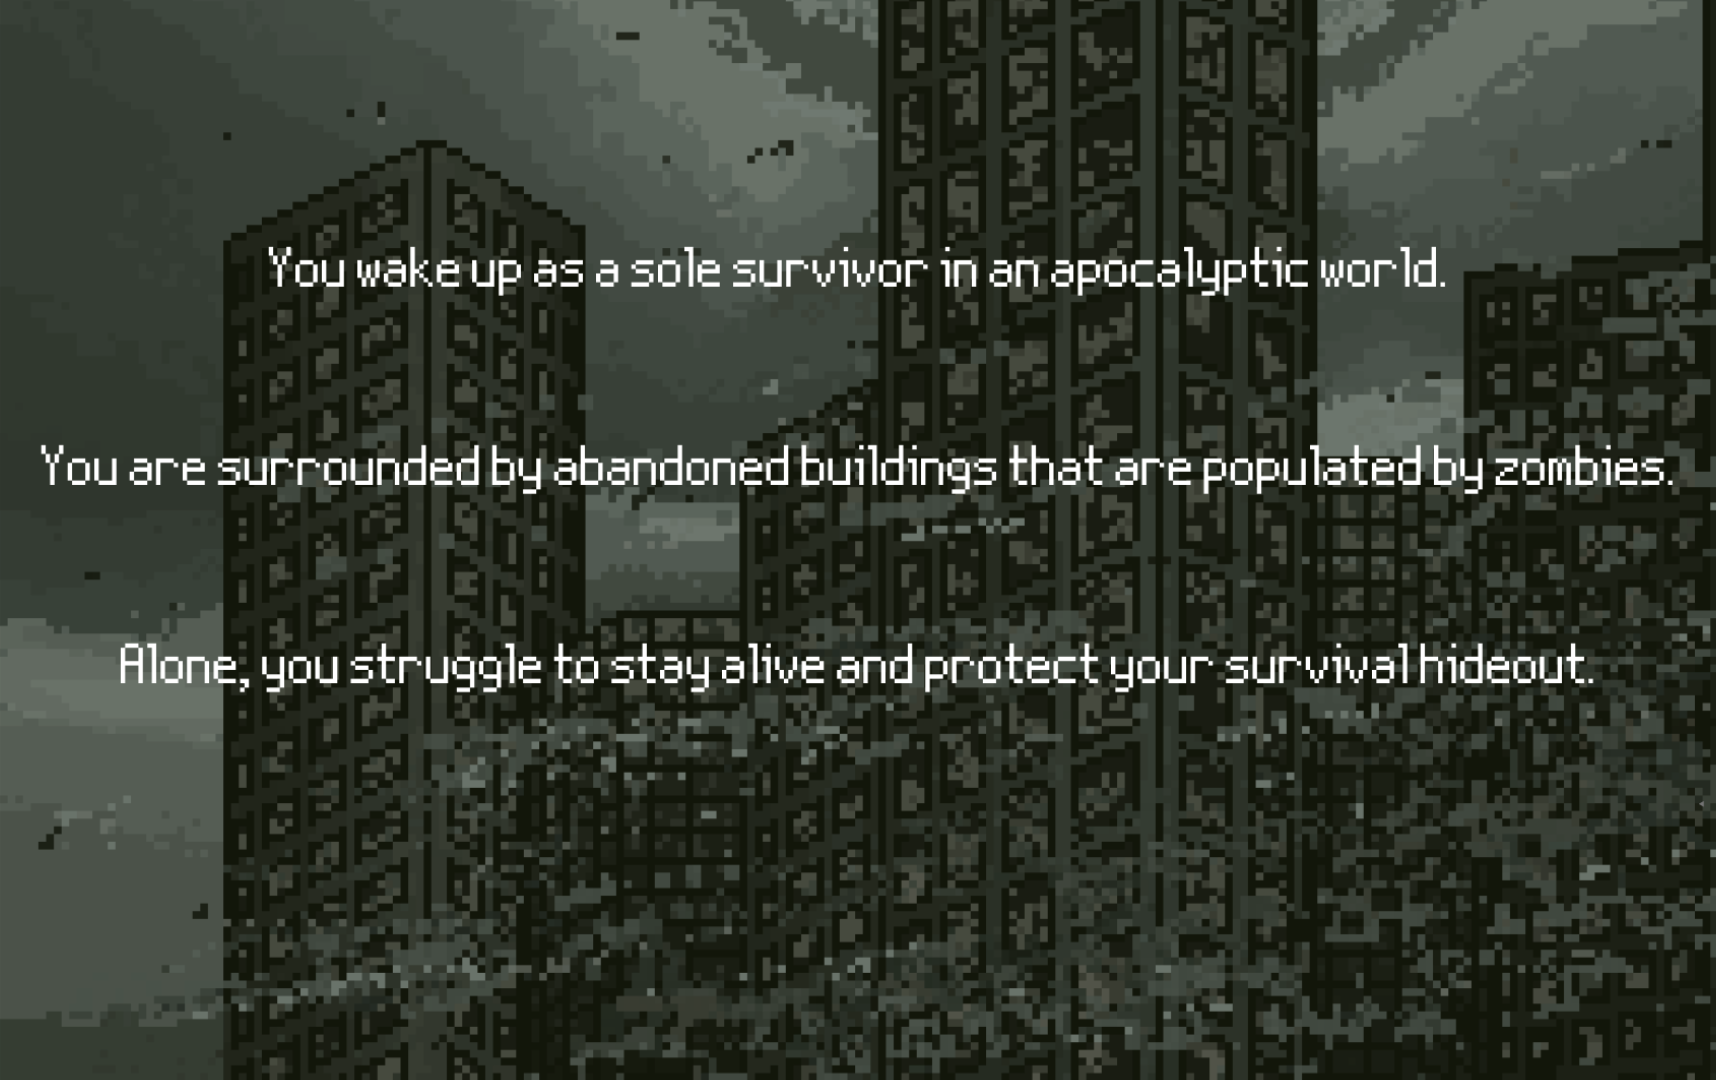 You wake up as a sole survivor in an apocalyptic world.
You are surrounded by abandoned buildings that are populated by zombies.
Alone, you struggle to stay alive and protect your survival hideout.